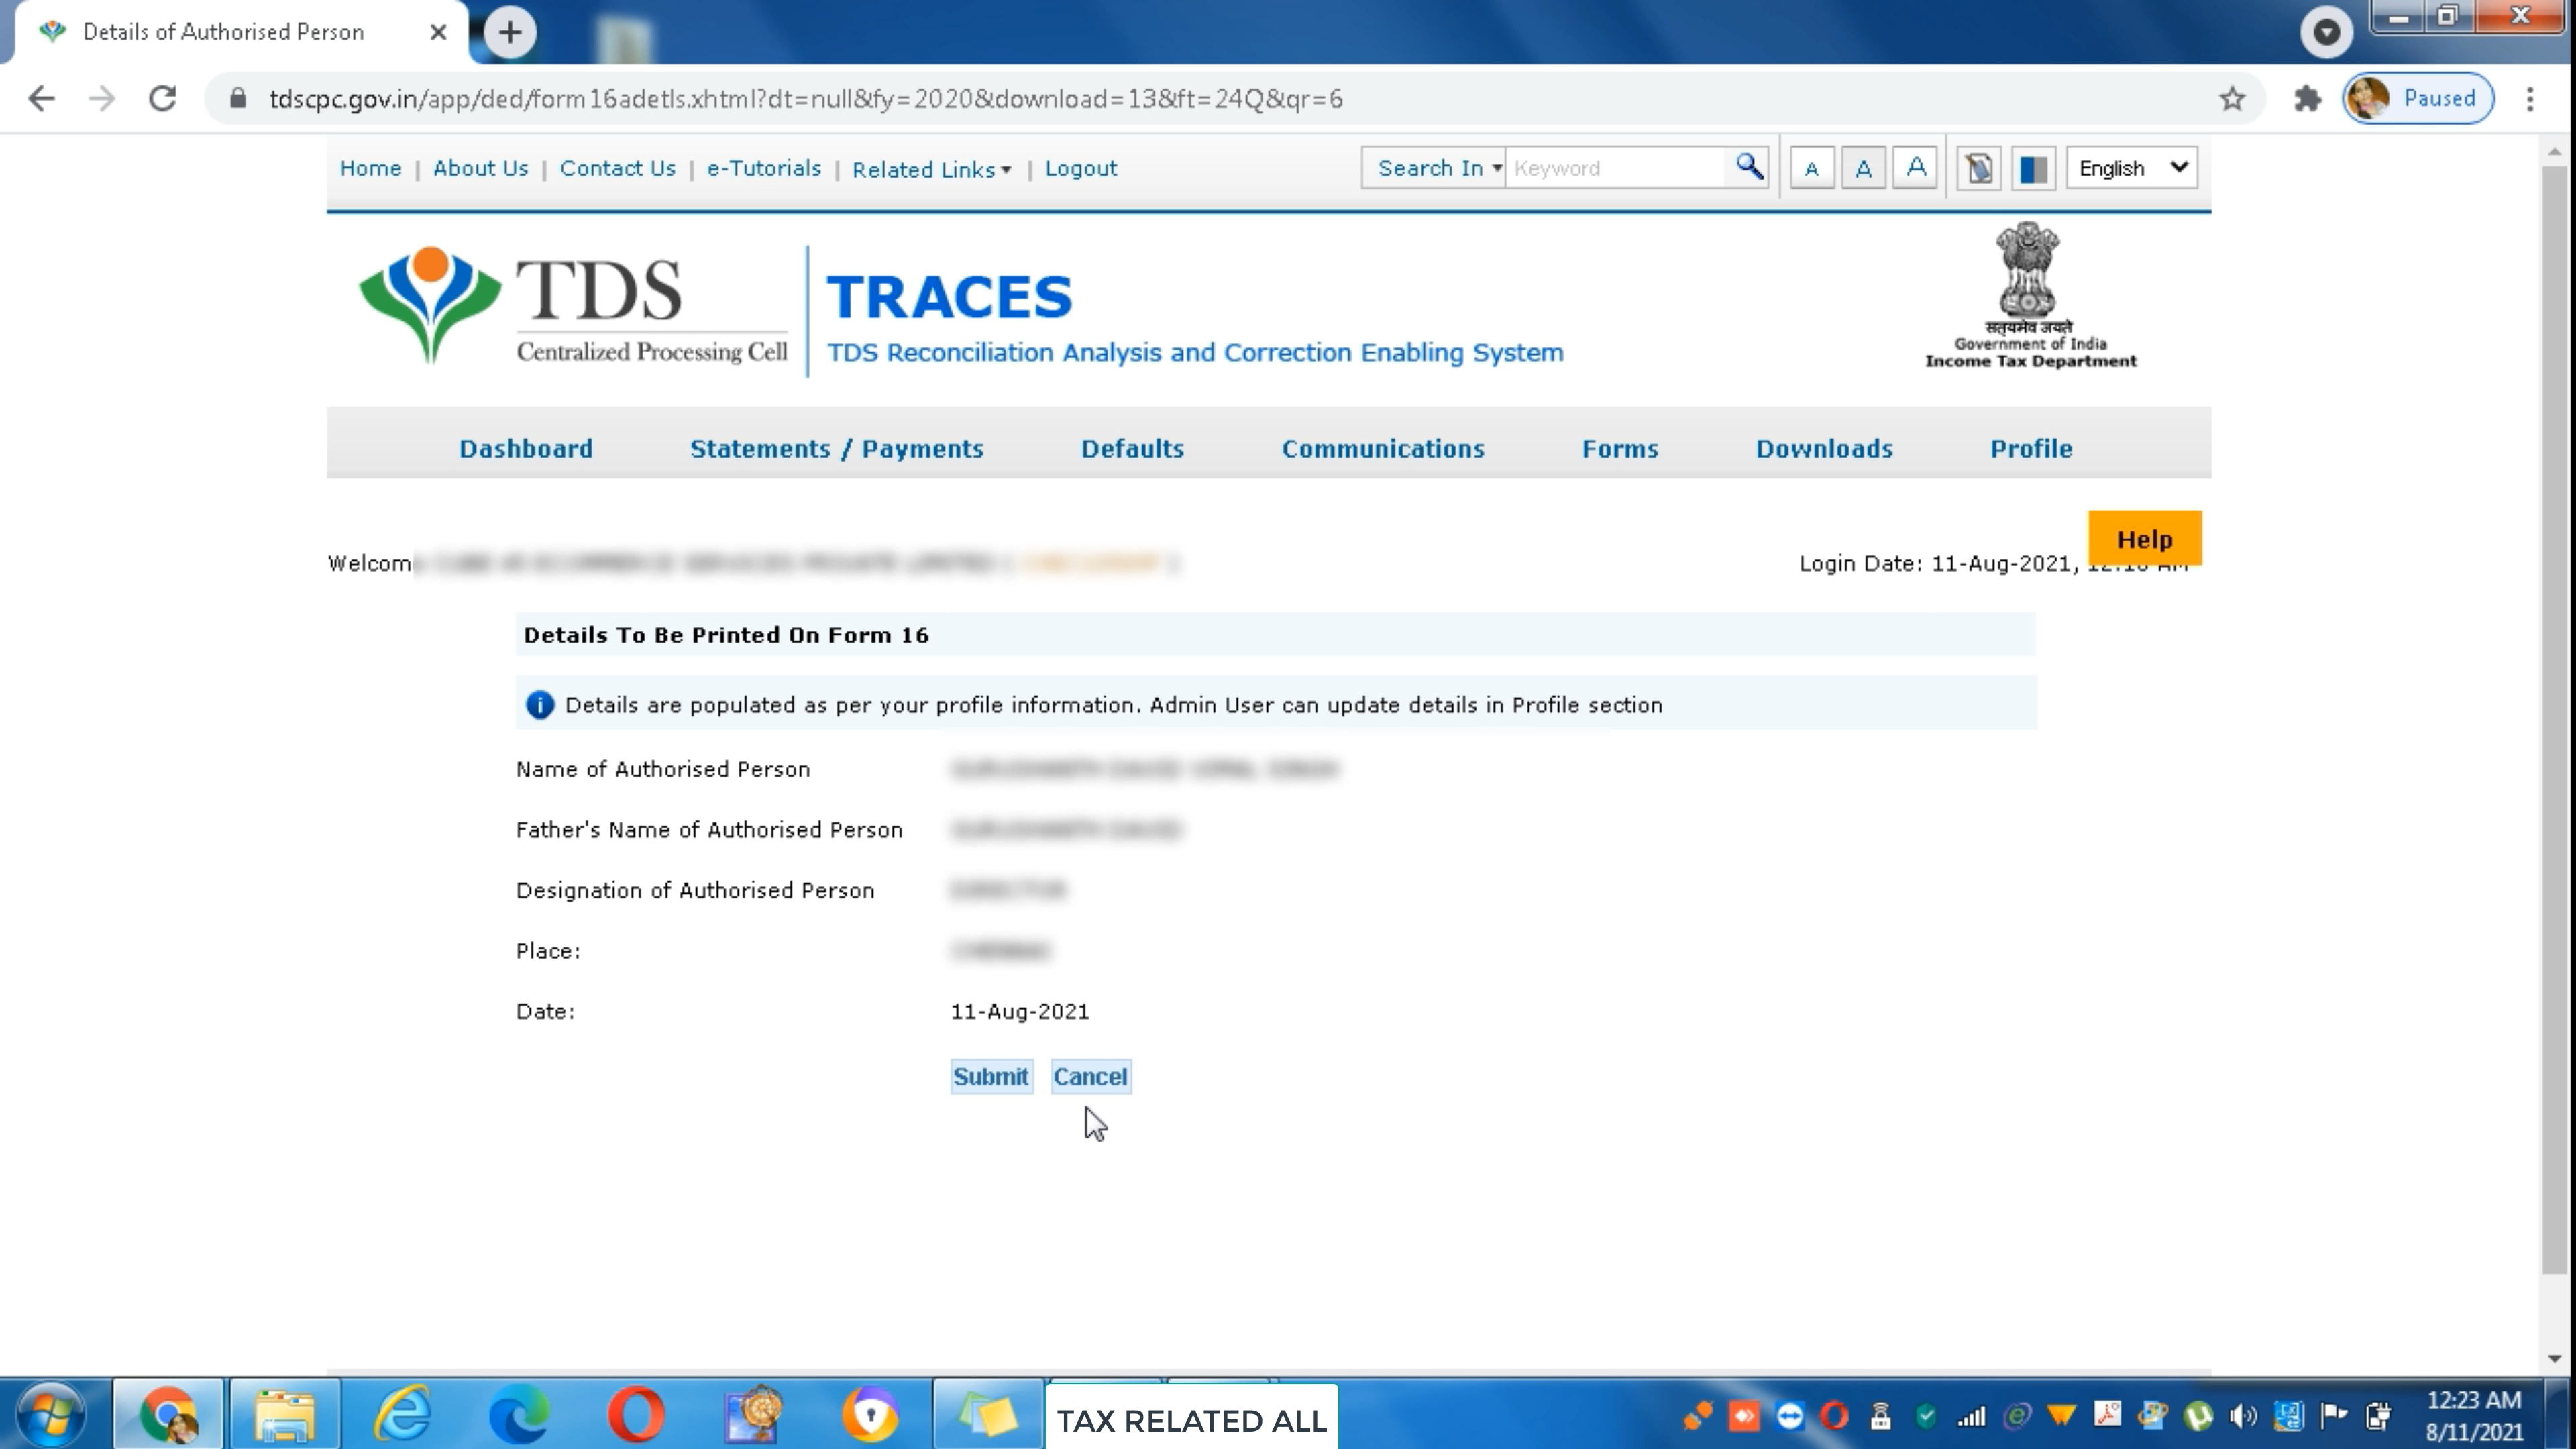 Details of Authorised Person
tdscpc.gov.in/app/ded/form16adetls.xhtml?dt=null&fy=2020&download=13&ft=24Q&qr=6
Paused
Home | About Us | Contact Us | e-Tutorials | Related Links | Logout
Search In Keyword A A A English
TDS
Centralized Processing Cell
TRACES
TDS Reconciliation Analysis and Correction Enabling System
सत्यमेव जयते
Government of India
Income Tax Department
Dashboard Statements / Payments Defaults Communications Forms Downloads Profile
Help
Welcom Login Date: 11-Aug-2021,
Details To Be Printed On Form 16
Details are populated as per your profile information. Admin User can update details in Profile section
Name of Authorised Person
Father's Name of Authorised Person
Designation of Authorised Person
Place:
Date: 11-Aug-2021
Submit Cancel
TAX RELATED ALL
12:23 AM
8/11/2021